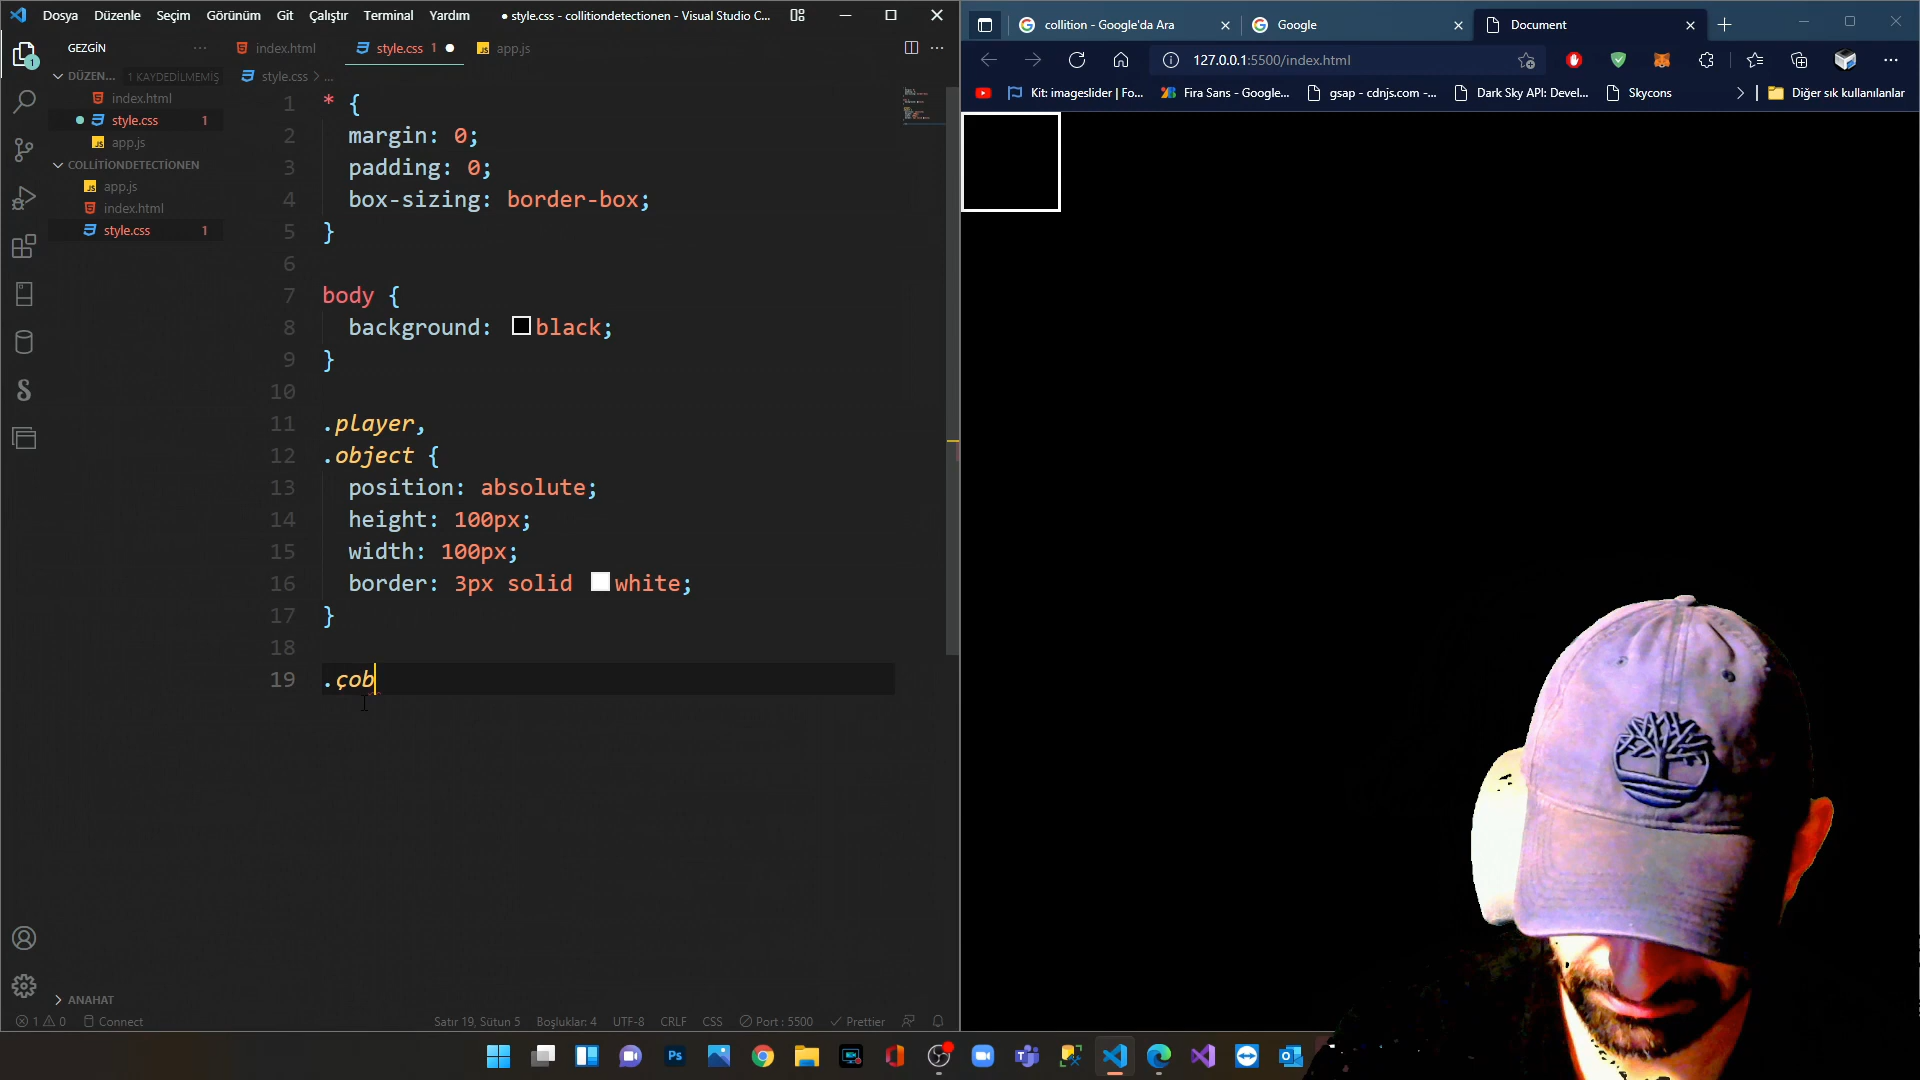 Dosya Düzenle Seçim Görünüm Git Çalıştır Terminal Yardım
● style.css - collitiondetectionen - Visual Studio C...
GEZGİN
index.html style.css 1 app.js
DÜZEN... 1 KAYDEDİLMEMİŞ
style.css > ...
index.html
style.css 1
app.js
COLLİTİONDETECTİONEN
app.js
index.html
style.css 1
1 * {
2 margin: 0;
3 padding: 0;
4 box-sizing: border-box;
5 }
6
7 body {
8 background: black;
9 }
10
11 .player,
12 .object {
13 position: absolute;
14 height: 100px;
15 width: 100px;
16 border: 3px solid white;
17 }
18
19 .çob
ANAHAT
1 0 Connect
Satır 19, Sütun 5 Boşluklar: 4 UTF-8 CRLF CSS Port : 5500 Prettier
collition - Google'da Ara
Google
Document
127.0.0.1:5500/index.html
Kit: imageslider | Fo...
Fira Sans - Google...
gsap - cdnjs.com -...
Dark Sky API: Devel...
Skycons
Diğer sık kullanılanlar